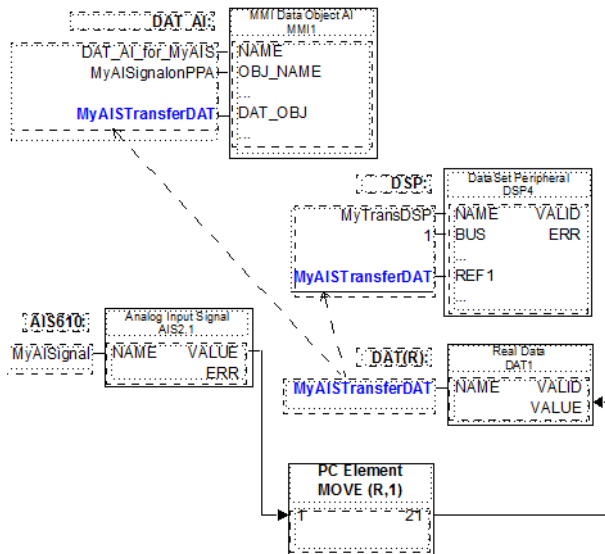 DAT_AI:
MMI Data Object AI
MMI1
DAT_AI_for_MyAIS NAME
MyAISignalonPPA OBJ_NAME
...
MyAISTransferDAT DAT_OBJ
...
DSP:
DataSet Peripheral
DSP4
MyTransDSP NAME VALID
1 BUS ERR
...
MyAISTransferDAT REF1
...
AIS610:
Analog Input Signal
AIS2.1
MyAISignal NAME VALUE
ERR
DAT(R):
Real Data
DAT1
MyAISTransferDAT NAME VALID
VALUE
PC Element
MOVE (R,1)
1 21